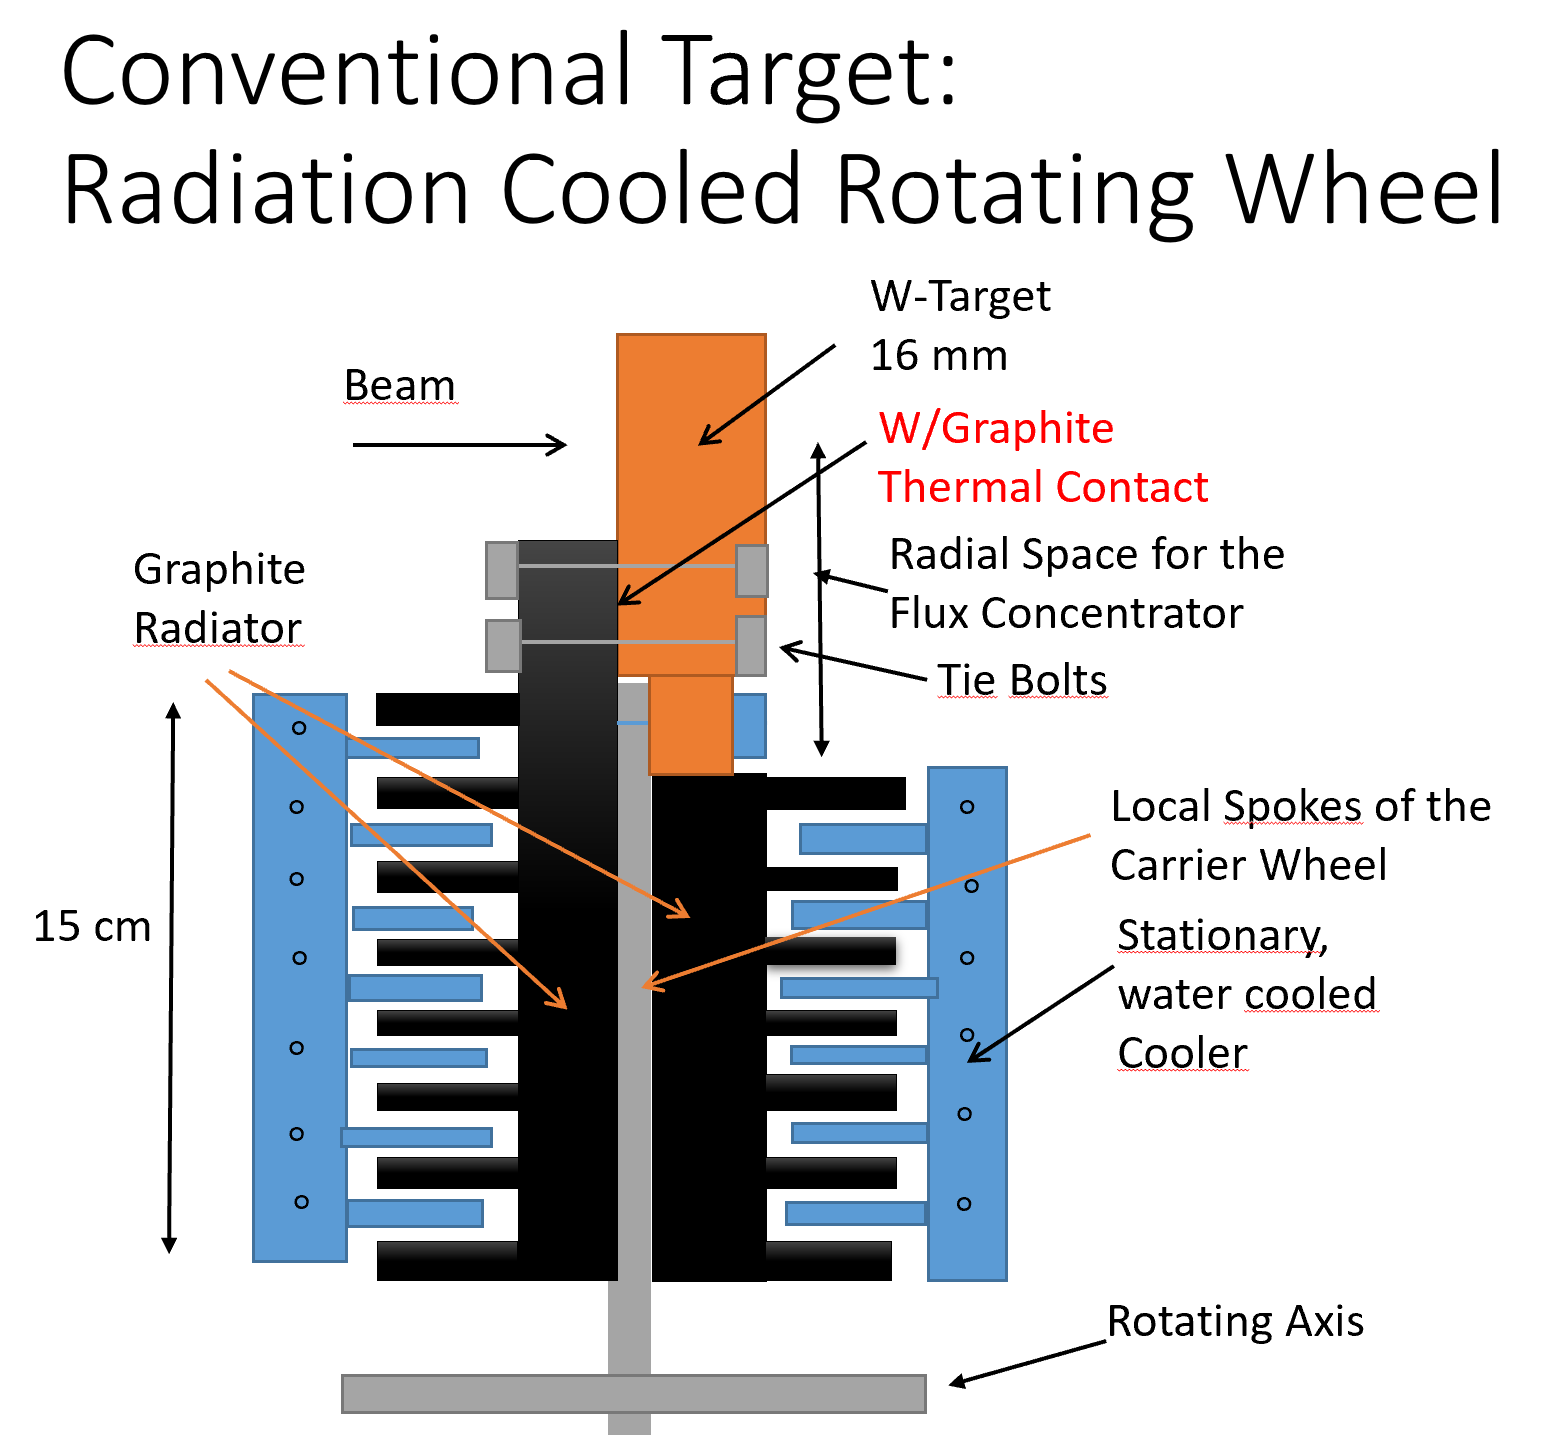 Conventional Target:
Radiation Cooled Rotating Wheel
W-Target
16 mm
Beam
W/Graphite
Thermal Contact
Radial Space for the
Flux Concentrator
Graphite
Radiator
Tie Bolts
Local Spokes of the
Carrier Wheel
15 cm
Stationary,
water cooled
Cooler
Rotating Axis